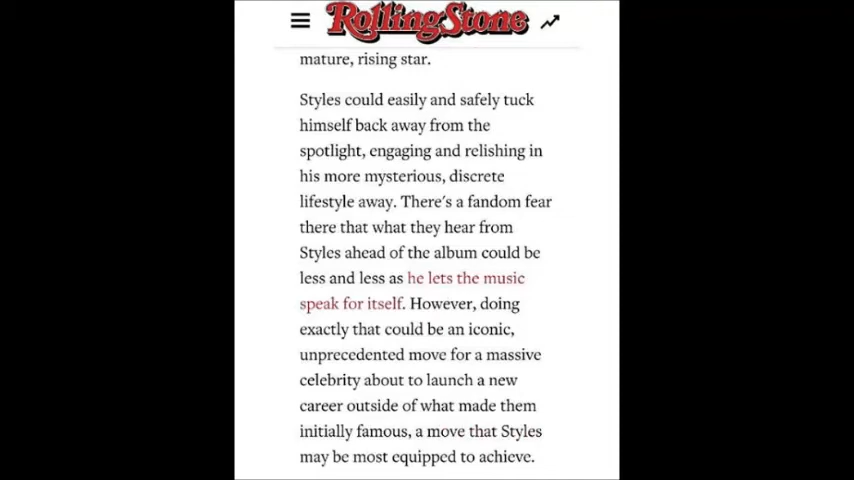 RollingStone
mature, rising star.
Styles could easily and safely tuck
himself back away from the
spotlight, engaging and relishing in
his more mysterious, discrete
lifestyle away. There's a fandom fear
there that what they hear from
Styles ahead of the album could be
less and less as he lets the music
speak for itself. However, doing
exactly that could be an iconic,
unprecedented move for a massive
celebrity about to launch a new
career outside of what made them
initially famous, a move that Styles
may be most equipped to achieve.